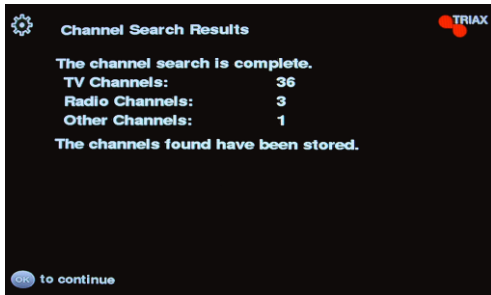 Channel Search Results
TRIAX
The channel search is complete.
TV Channels: 36
Radio Channels: 3
Other Channels: 1
The channels found have been stored.
OK to continue